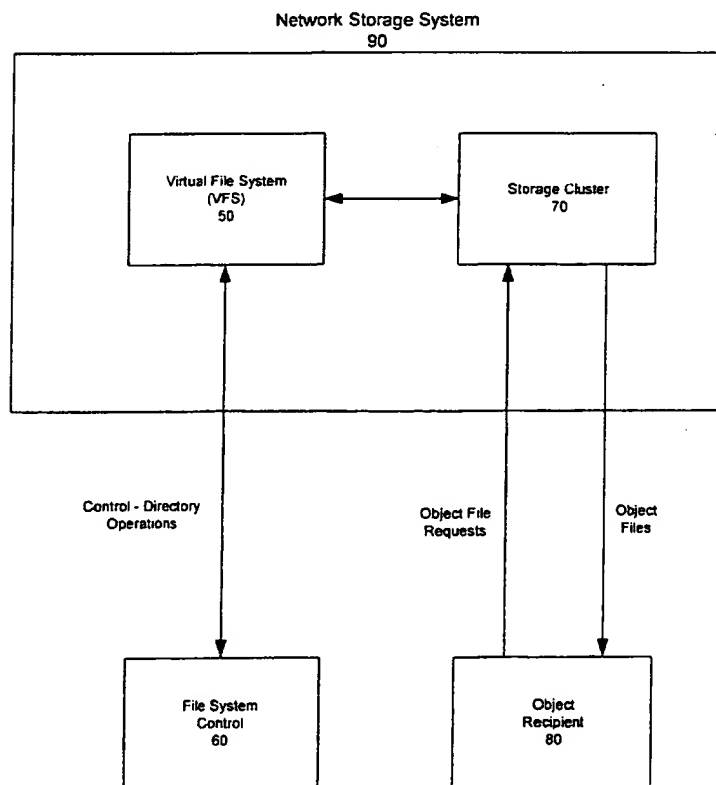 Network Storage System
90
Virtual File System
(VFS)
50
Storage Cluster
70
Control - Directory
Operations
Object File
Requests
Object
Files
File System
Control
60
Object
Recipient
80